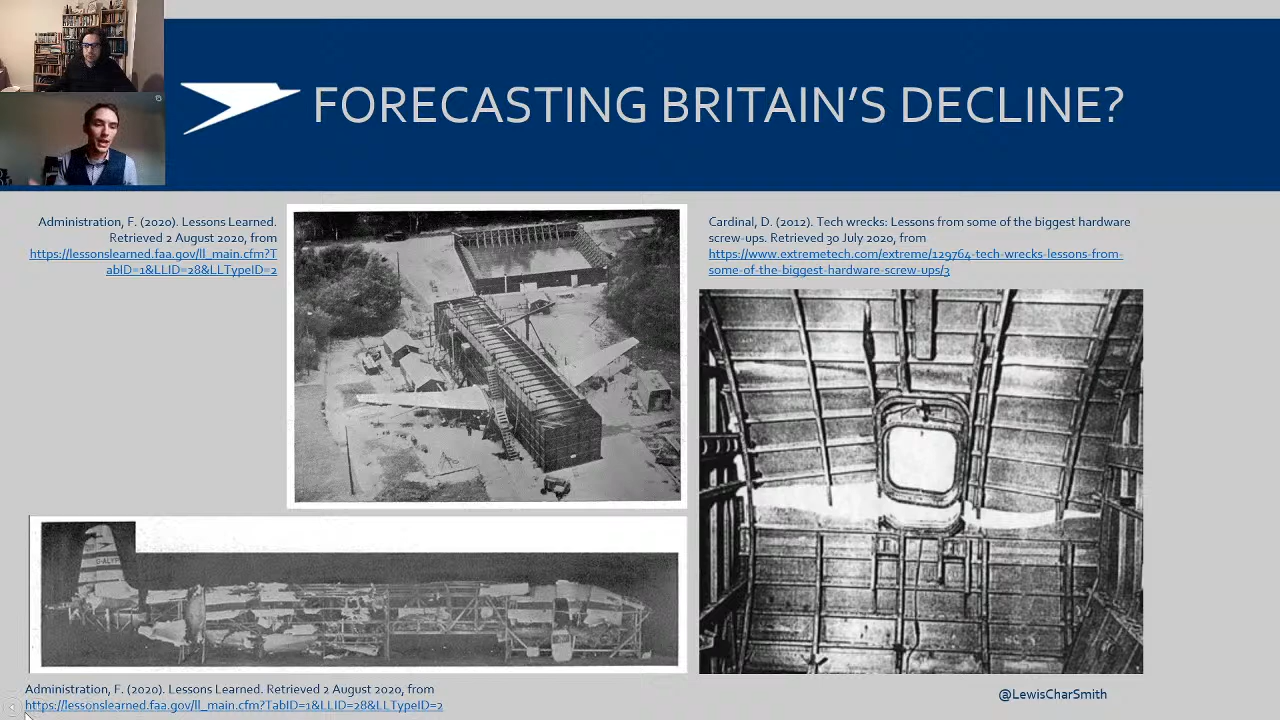 FORECASTING BRITAIN'S DECLINE?
Administration, F. (2020). Lessons Learned.
Retrieved 2 August 2020, from
https://lessonslearned.faa.gov/ll_main.cfm?T
abID=1&LLID=28&LLTypeID=2
Cardinal, D. (2012). Tech wrecks: Lessons from some of the biggest hardware
screw-ups. Retrieved 30 July 2020, from
https://www.extremetech.com/extreme/129764-tech-wrecks-lessons-from-
some-of-the-biggest-hardware-screw-ups/3
G-ALYP
Administration, F. (2020). Lessons Learned. Retrieved 2 August 2020, from
https://lessonslearned.faa.gov/ll_main.cfm?TabID=1&LLID=28&LLTypeID=2
@LewisCharSmith